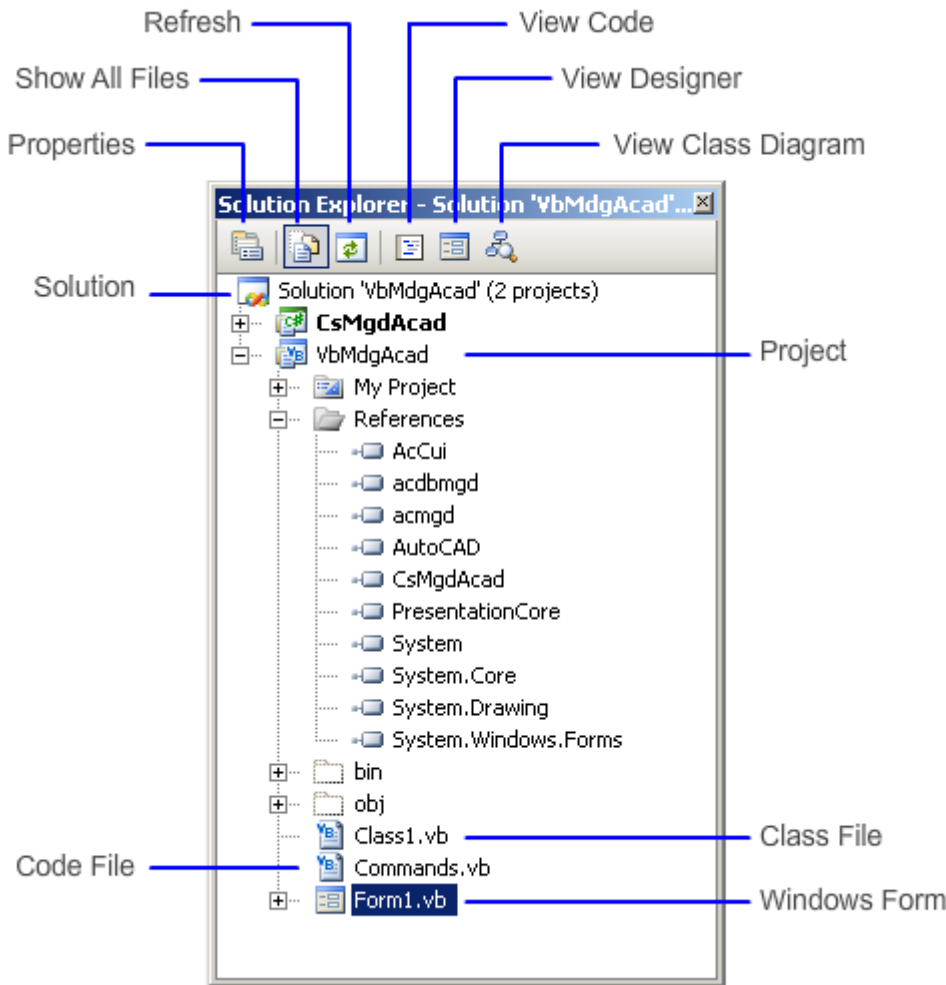 Refresh
View Code
Show All Files
View Designer
Properties
View Class Diagram
Solution Explorer - Solution 'VbMdgAcad'...
Solution
Solution 'VbMdgAcad' (2 projects)
CsMgdAcad
VbMdgAcad
Project
My Project
References
AcCui
acdbmgd
acmgd
AutoCAD
CsMgdAcad
PresentationCore
System
System.Core
System.Drawing
System.Windows.Forms
bin
obj
Class1.vb
Class File
Code File
Commands.vb
Form1.vb
Windows Form